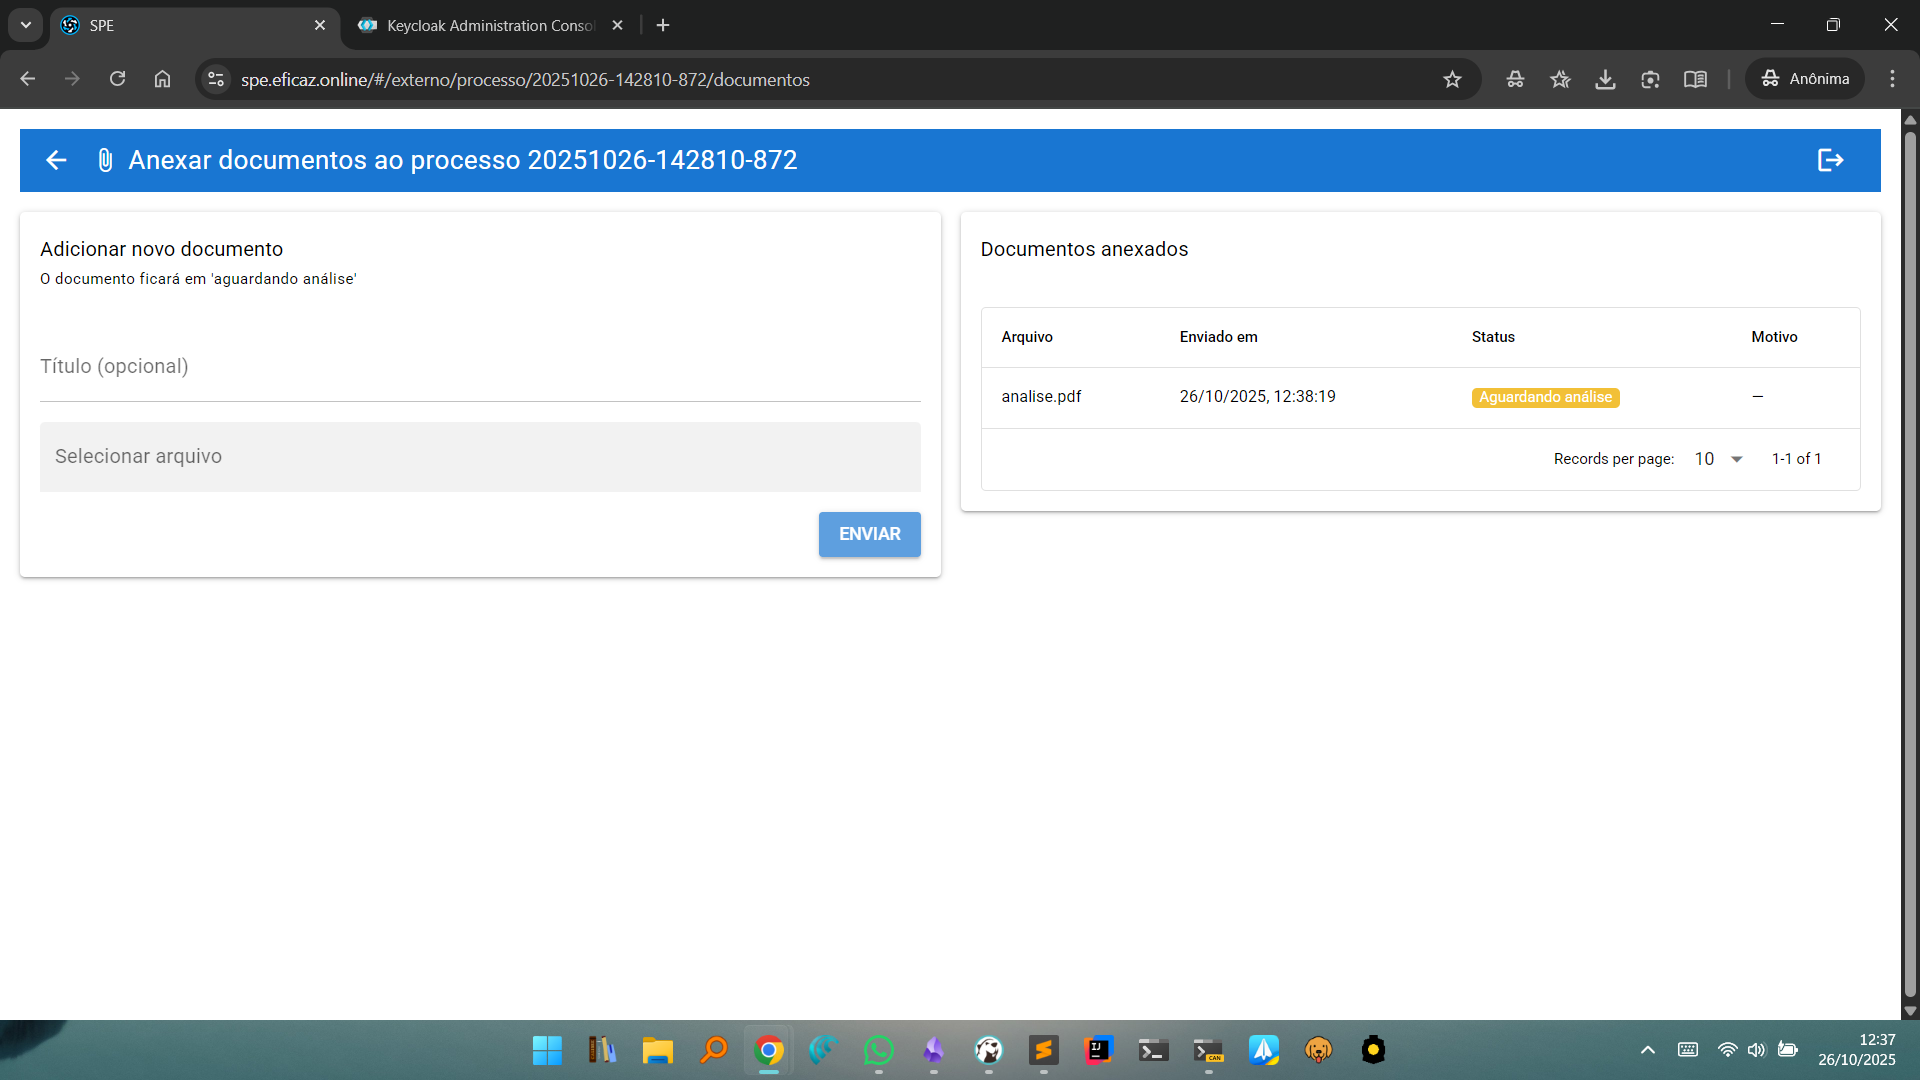 SPE
Keycloak Administration Conso
spe.eficaz.online/#/externo/processo/20251026-142810-872/documentos
Anônima
Anexar documentos ao processo 20251026-142810-872
Adicionar novo documento
O documento ficará em 'aguardando análise'
Título (opcional)
Selecionar arquivo
ENVIAR
Documentos anexados
Arquivo Enviado em Status Motivo
analise.pdf 26/10/2025, 12:38:19 Aguardando análise —
Records per page: 10 1-1 of 1
IJ
CAN
12:37
26/10/2025